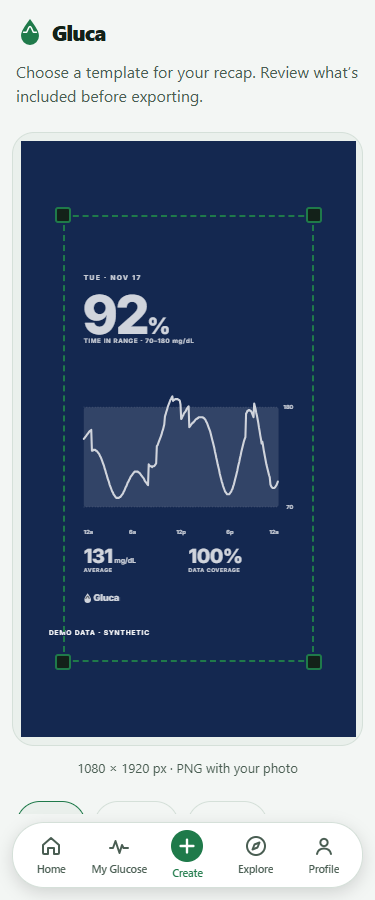 Gluca
Choose a template for your recap. Review what's
included before exporting.
TUE · NOV 17
92%
TIME IN RANGE · 70–180 mg/dL
180
70
12a 6a 12p 6p 12a
131 mg/dL 100%
AVERAGE DATA COVERAGE
Gluca
DEMO DATA · SYNTHETIC
1080 × 1920 px · PNG with your photo
Home My Glucose Create Explore Profile